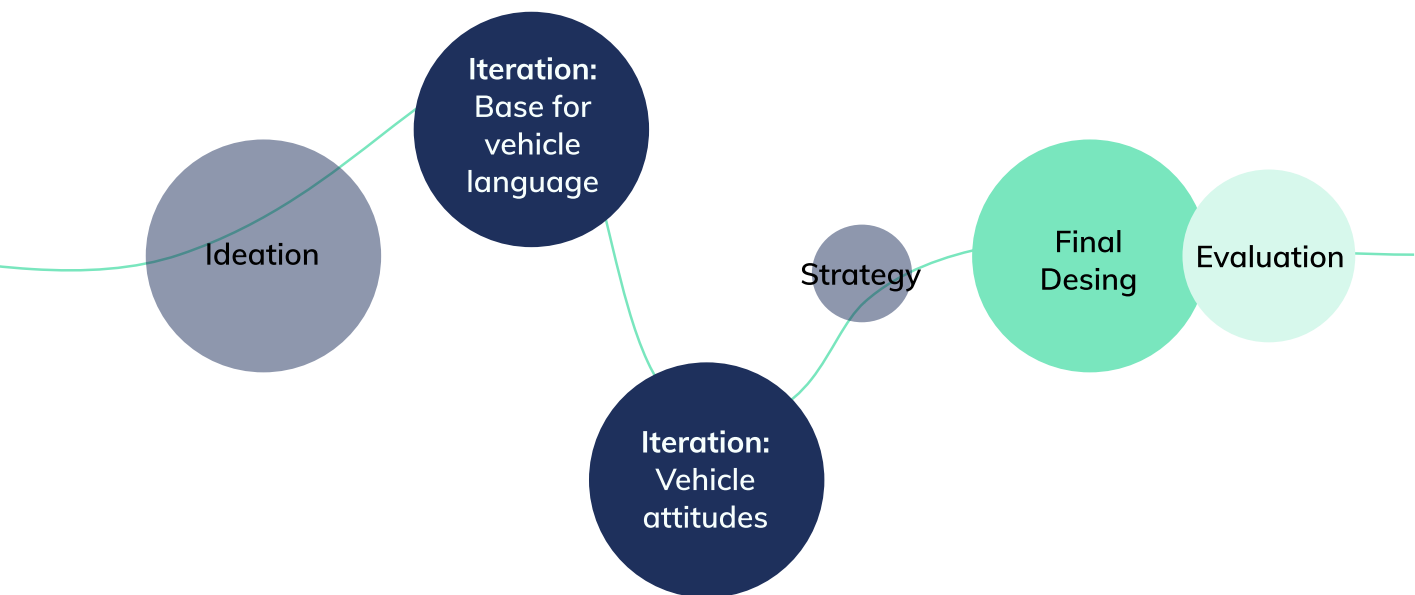 Ideation
Iteration:
Base for
vehicle
language
Iteration:
Vehicle
attitudes
Strategy
Final
Desing
Evaluation